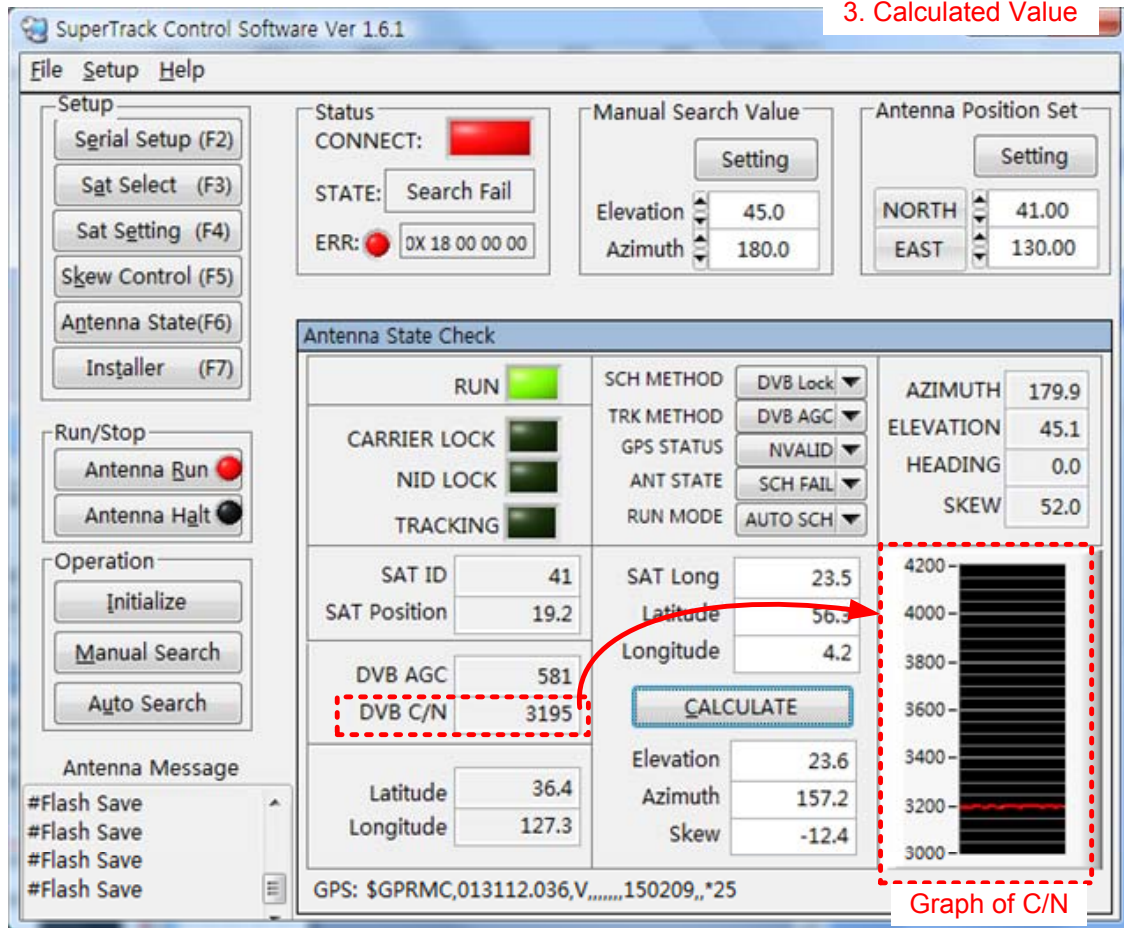 3. Calculated Value
SuperTrack Control Software Ver 1.6.1
File Setup Help
Setup
Serial Setup (F2)
Sat Select (F3)
Sat Setting (F4)
Skew Control (F5)
Antenna State(F6)
Installer (F7)
Run/Stop
Antenna Run
Antenna Halt
Operation
Initialize
Manual Search
Auto Search
Antenna Message
#Flash Save
#Flash Save
#Flash Save
#Flash Save
Status
CONNECT:
STATE: Search Fail
ERR: 0X 18 00 00 00
Manual Search Value
Setting
Elevation 45.0
Azimuth 180.0
Antenna Position Set
Setting
NORTH 41.00
EAST 130.00
Antenna State Check
RUN
CARRIER LOCK
NID LOCK
TRACKING
SCH METHOD DVB Lock
TRK METHOD DVB AGC
GPS STATUS NVALID
ANT STATE SCH FAIL
RUN MODE AUTO SCH
AZIMUTH 179.9
ELEVATION 45.1
HEADING 0.0
SKEW 52.0
SAT ID 41
SAT Position 19.2
DVB AGC 581
DVB C/N 3195
Latitude 36.4
Longitude 127.3
SAT Long 23.5
Latitude 56.3
Longitude 4.2
CALCULATE
Elevation 23.6
Azimuth 157.2
Skew -12.4
4200
4000
3800
3600
3400
3200
3000
Graph of C/N
GPS: $GPRMC,013112.036,V,,,,,,,150209,,*25